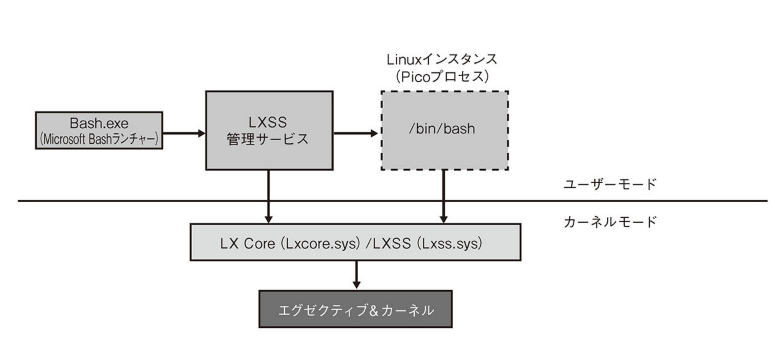 Linuxインスタンス
（Picoプロセス）
Bash.exe
（Microsoft Bashランチャー）
LXSS
管理サービス
/bin/bash
ユーザーモード
カーネルモード
LX Core（Lxcore.sys）/LXSS（Lxss.sys）
エグゼクティブ＆カーネル